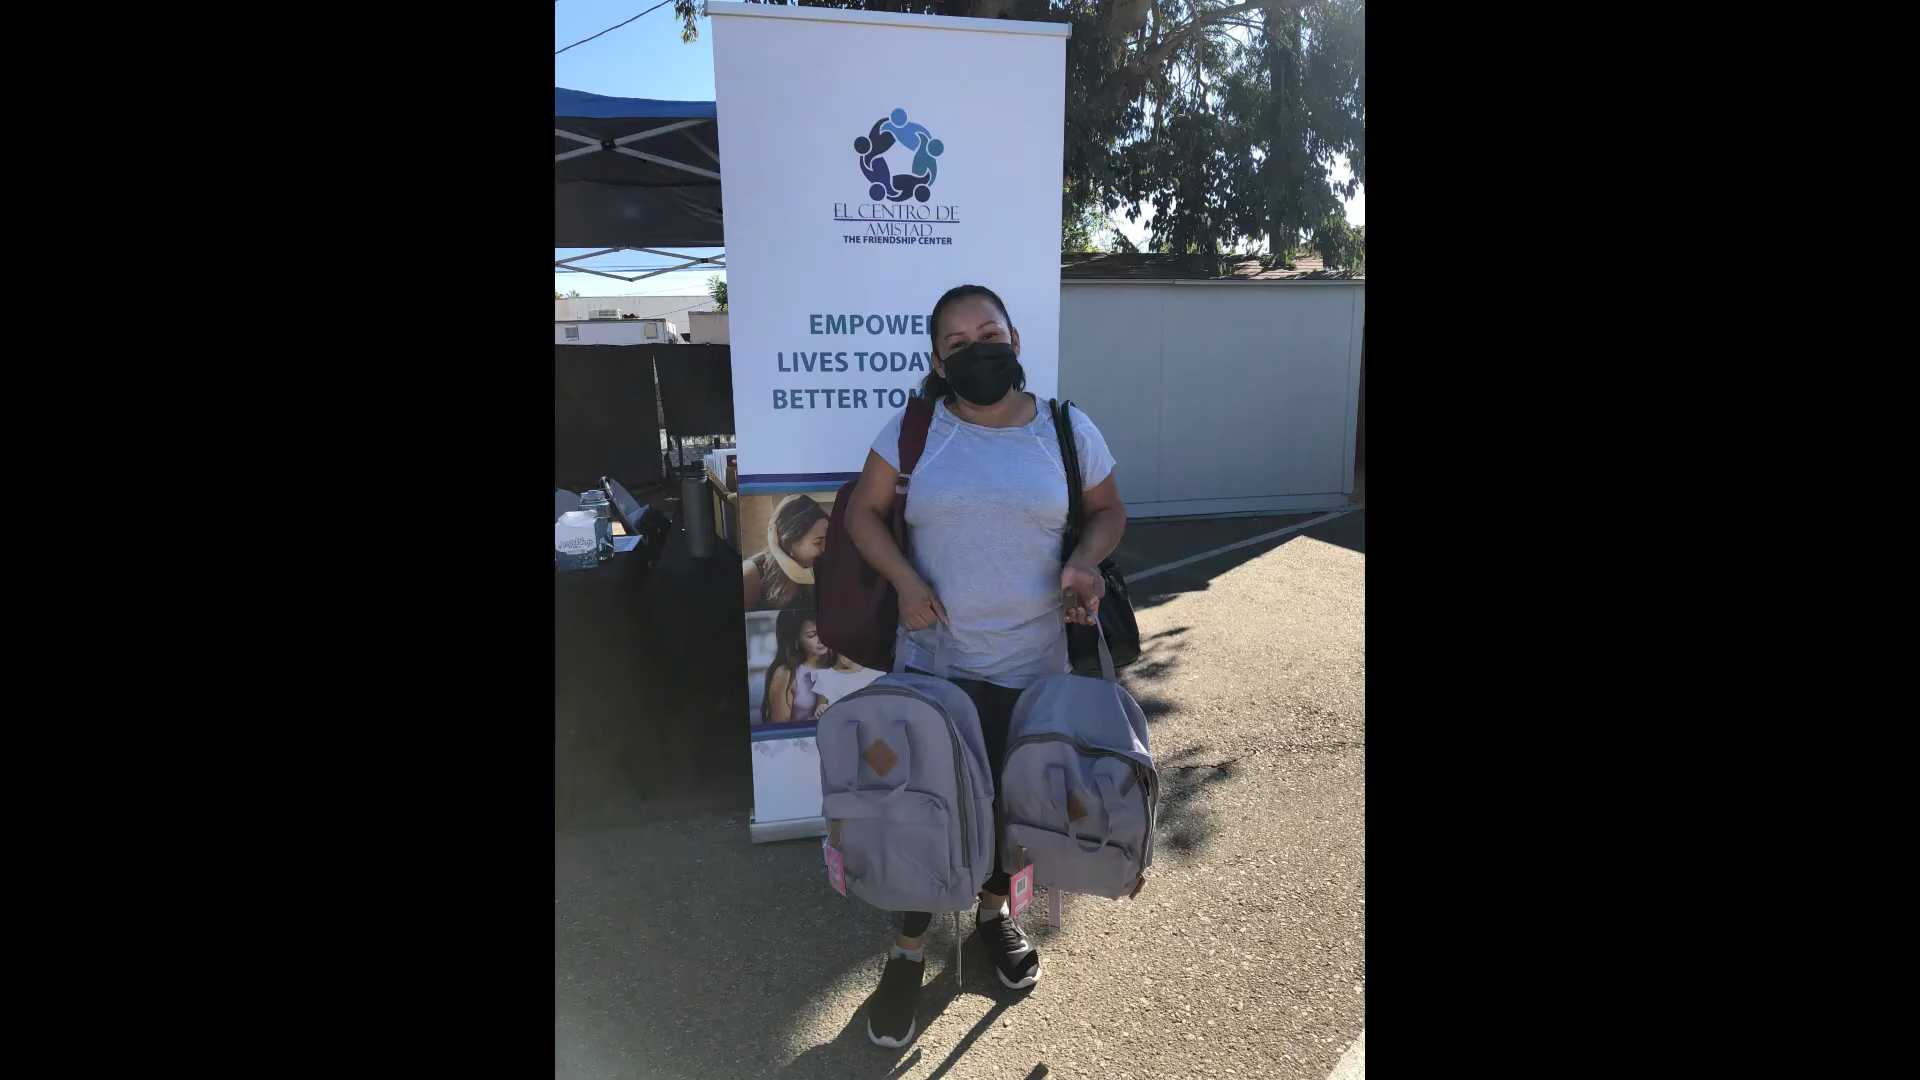 EL CENTRO DE
AMISTAD
THE FRIENDSHIP CENTER
EMPOWE
LIVES TODAY
BETTER TO